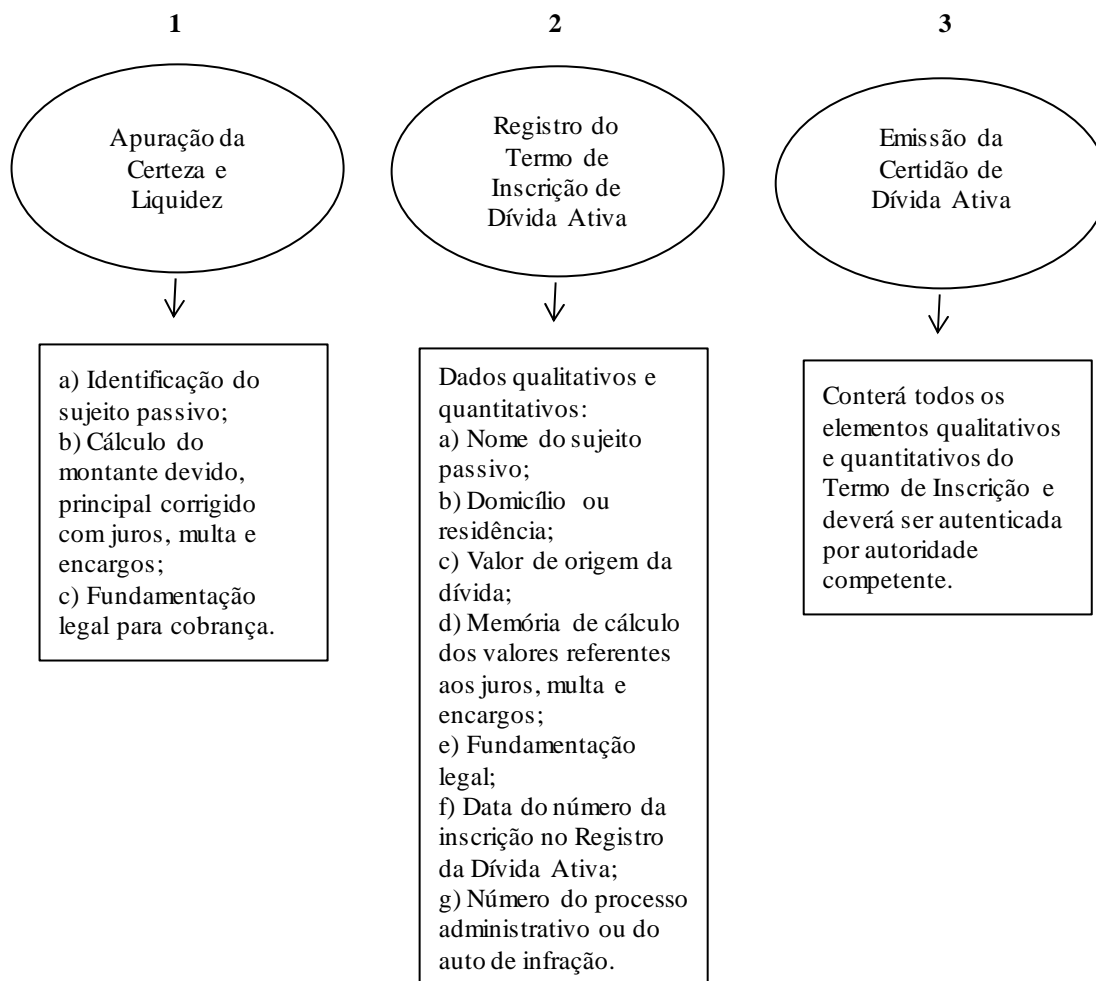 1
Apuração da
Certeza e
Liquidez
a) Identificação do
sujeito passivo;
b) Cálculo do
montante devido,
principal corrigido
com juros, multa e
encargos;
c) Fundamentação
legal para cobrança.
2
Registro do
Termo de
Inscrição de
Dívida Ativa
Dados qualitativos e
quantitativos:
a) Nome do sujeito
passivo;
b) Domicílio ou
residência;
c) Valor de origem da
dívida;
d) Memória de cálculo
dos valores referentes
aos juros, multa e
encargos;
e) Fundamentação
legal;
f) Data do número da
inscrição no Registro
da Dívida Ativa;
g) Número do processo
administrativo ou do
auto de infração.
3
Emissão da
Certidão de
Dívida Ativa
Conterá todos os
elementos qualitativos
e quantitativos do
Termo de Inscrição e
deverá ser autenticada
por autoridade
competente.